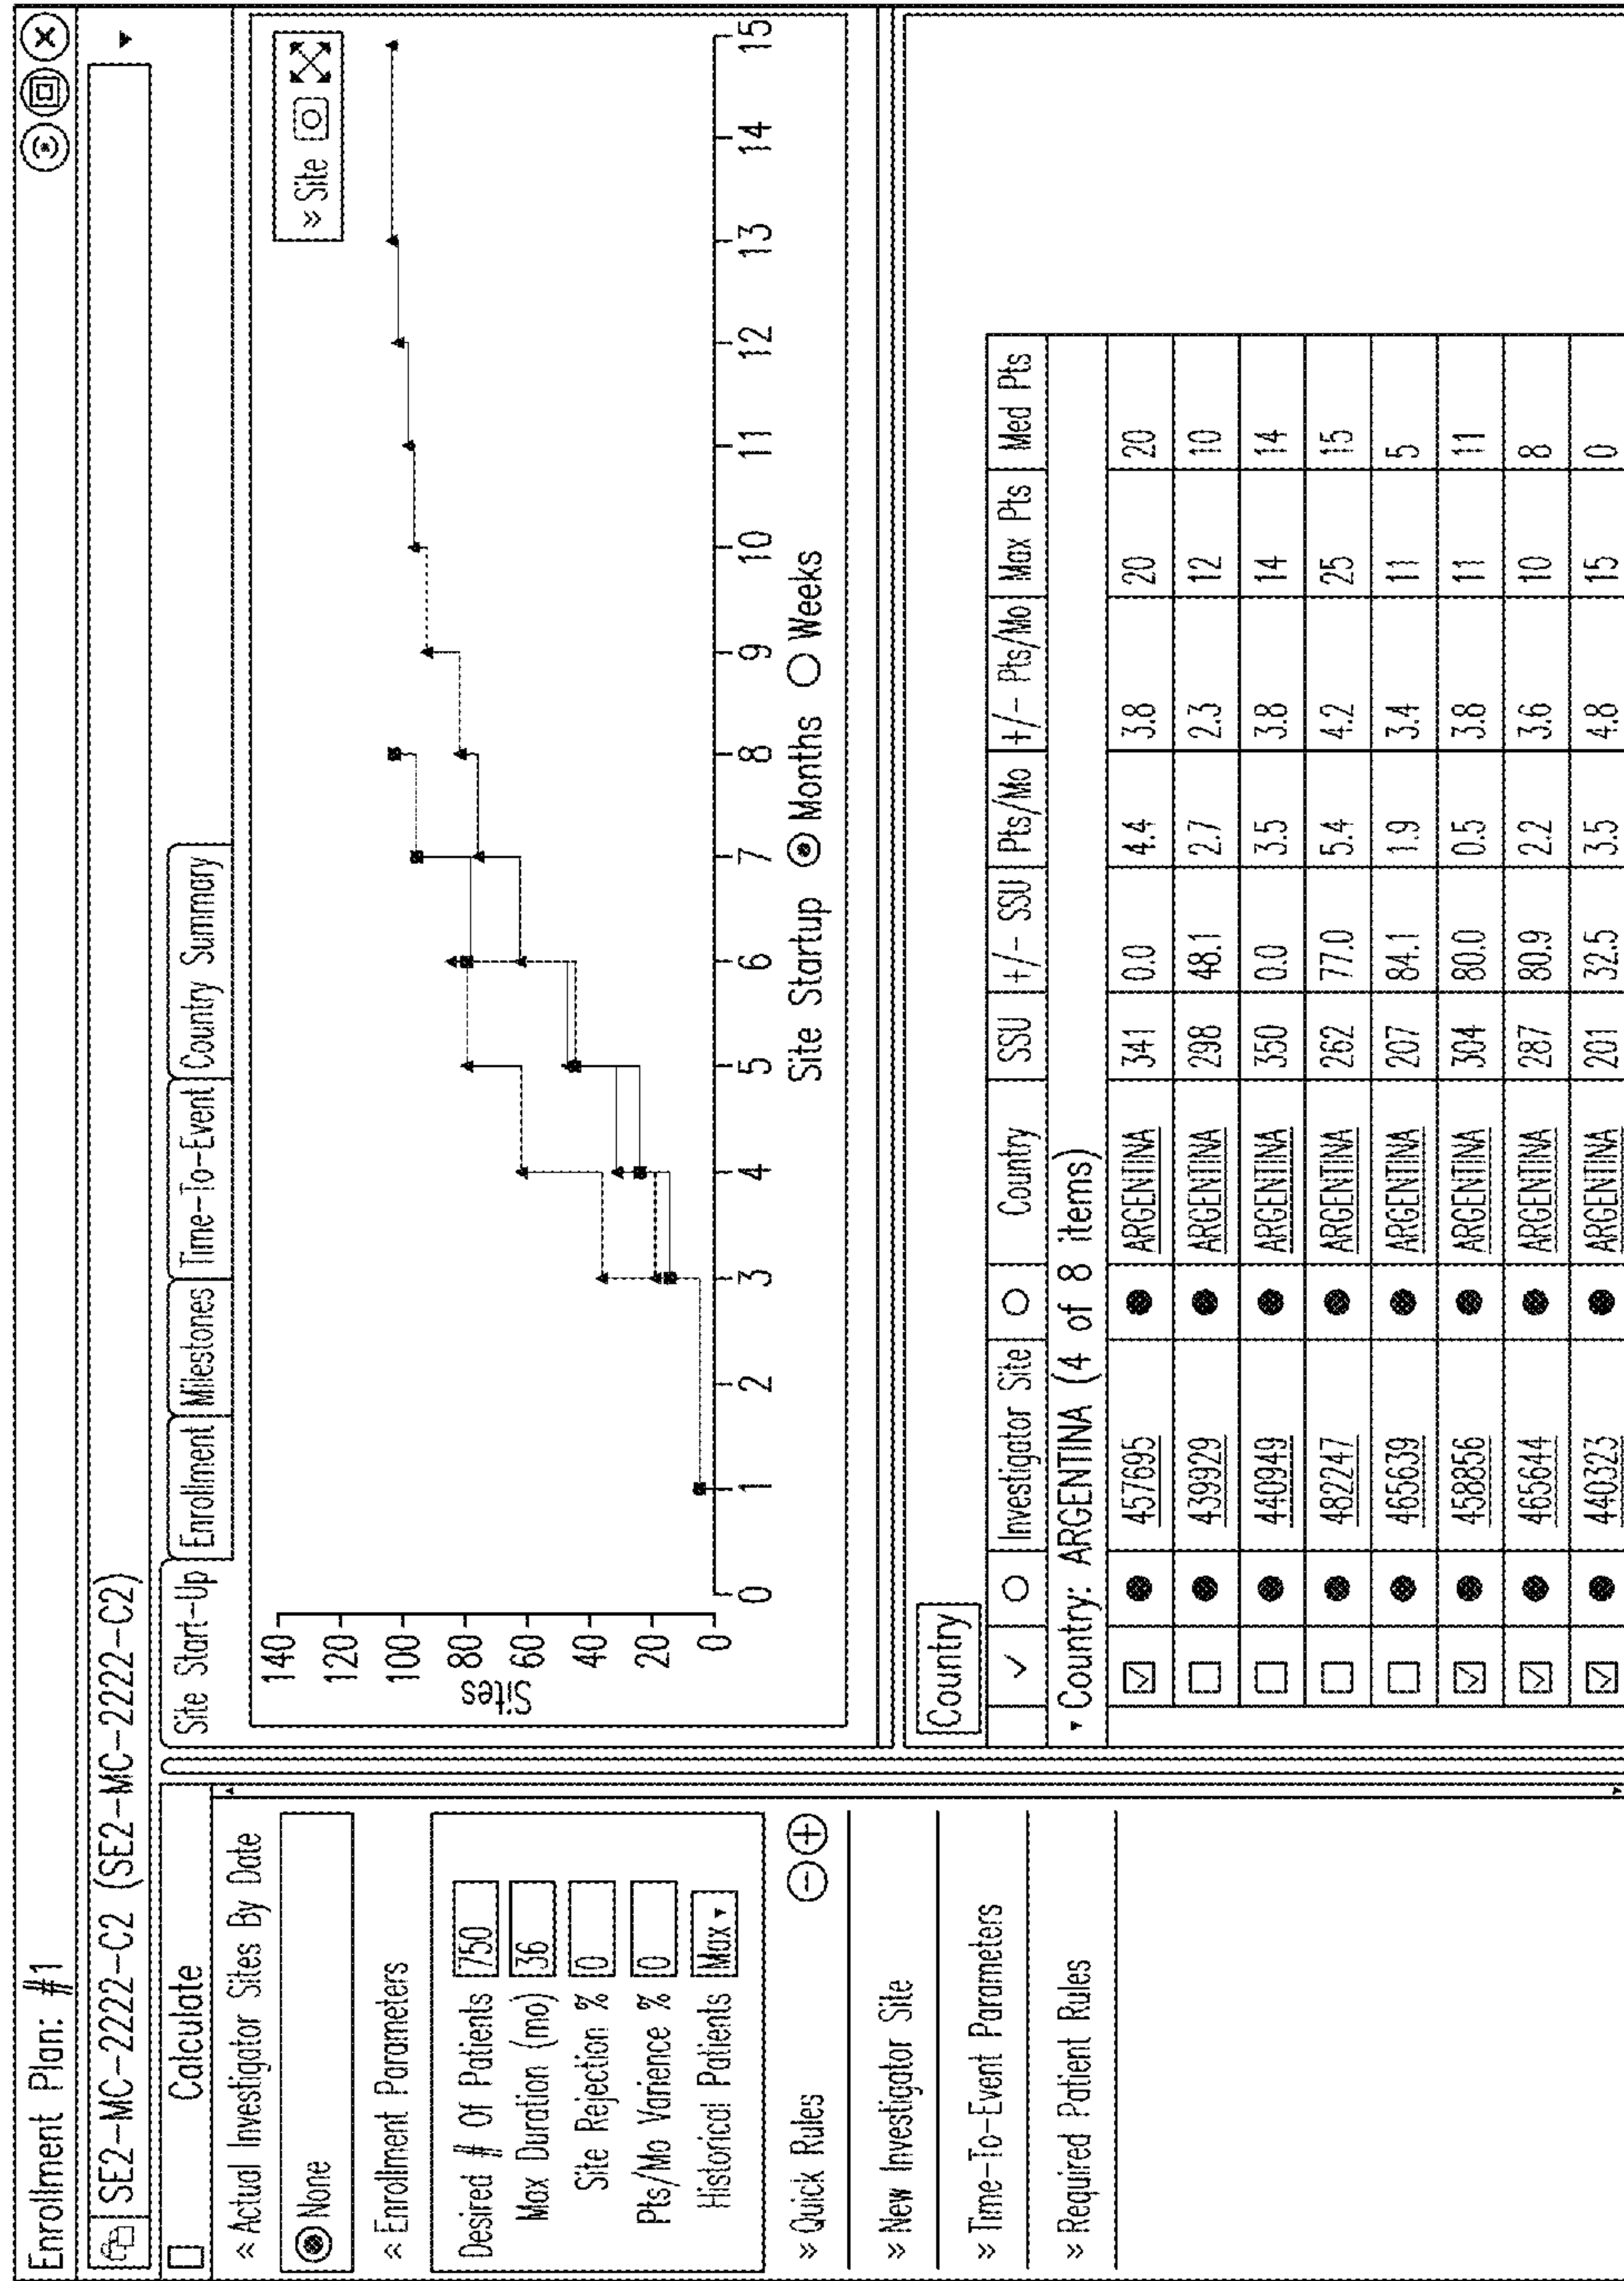 Enrollment Plan: #1
SE2-MC-2222-C2 (SE2-MC-2222-C2)
Calculate
Actual Investigator Sites By Date
None
Enrollment Parameters
Desired # Of Patients 750
Max Duration (mo) 36
Site Rejection % 0
Pts/Mo Varience % 0
Historical Patients Max
Quick Rules
New Investigator Site
Time-To-Event Parameters
Required Patient Rules
Site Start-Up Enrollment Milestones Time-To-Event Country Summary
Site
Sites
140
120
100
80
60
40
20
0
0 1 2 3 4 5 6 7 8 9 10 11 12 13 14 15
Site Startup Months Weeks
Country
Investigator Site Country SSU +/- SSU Pts/Mo +/- Pts/Mo Max Pts Med Pts
Country: ARGENTINA (4 of 8 items)
457695 ARGENTINA 341 0.0 4.4 3.8 20 20
439929 ARGENTINA 298 48.1 2.7 2.3 12 10
440949 ARGENTINA 350 0.0 3.5 3.8 14 14
482247 ARGENTINA 262 77.0 5.4 4.2 25 15
465639 ARGENTINA 207 84.1 1.9 3.4 11 5
458856 ARGENTINA 304 80.0 0.5 3.8 11 11
465644 ARGENTINA 287 80.9 2.2 3.6 10 8
440323 ARGENTINA 201 32.5 3.5 4.8 15 0